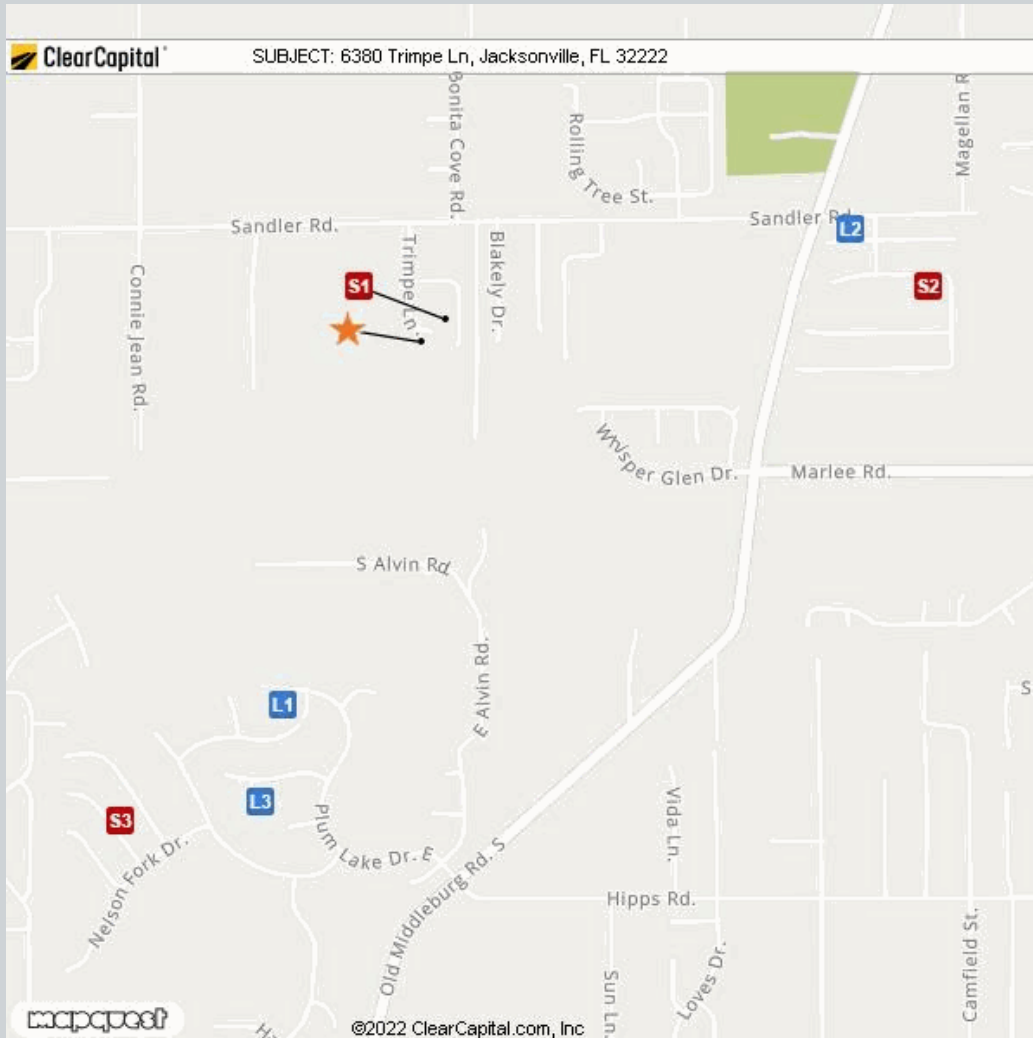 ClearCapital
SUBJECT: 6380 Trimpe Ln, Jacksonville, FL 32222
Bonita Cove Rd.
Rolling Tree St.
Magellan R
Sandler Rd.
Sandler Rd.
L2
Connie Jean Rd.
Trimpe Ln.
Blakely Dr.
S1
S2
Whisper Glen Dr.
Marlee Rd.
S Alvin Rd
E Alvin Rd.
S
L1
L3
S3
Plum Lake Dr. E
Vida Ln.
Nelson Fork Dr.
Old Middleburg Rd. S
Hipps Rd.
Camfield St.
Loves Dr.
Sun Ln.
mapquest
©2022 ClearCapital.com, Inc